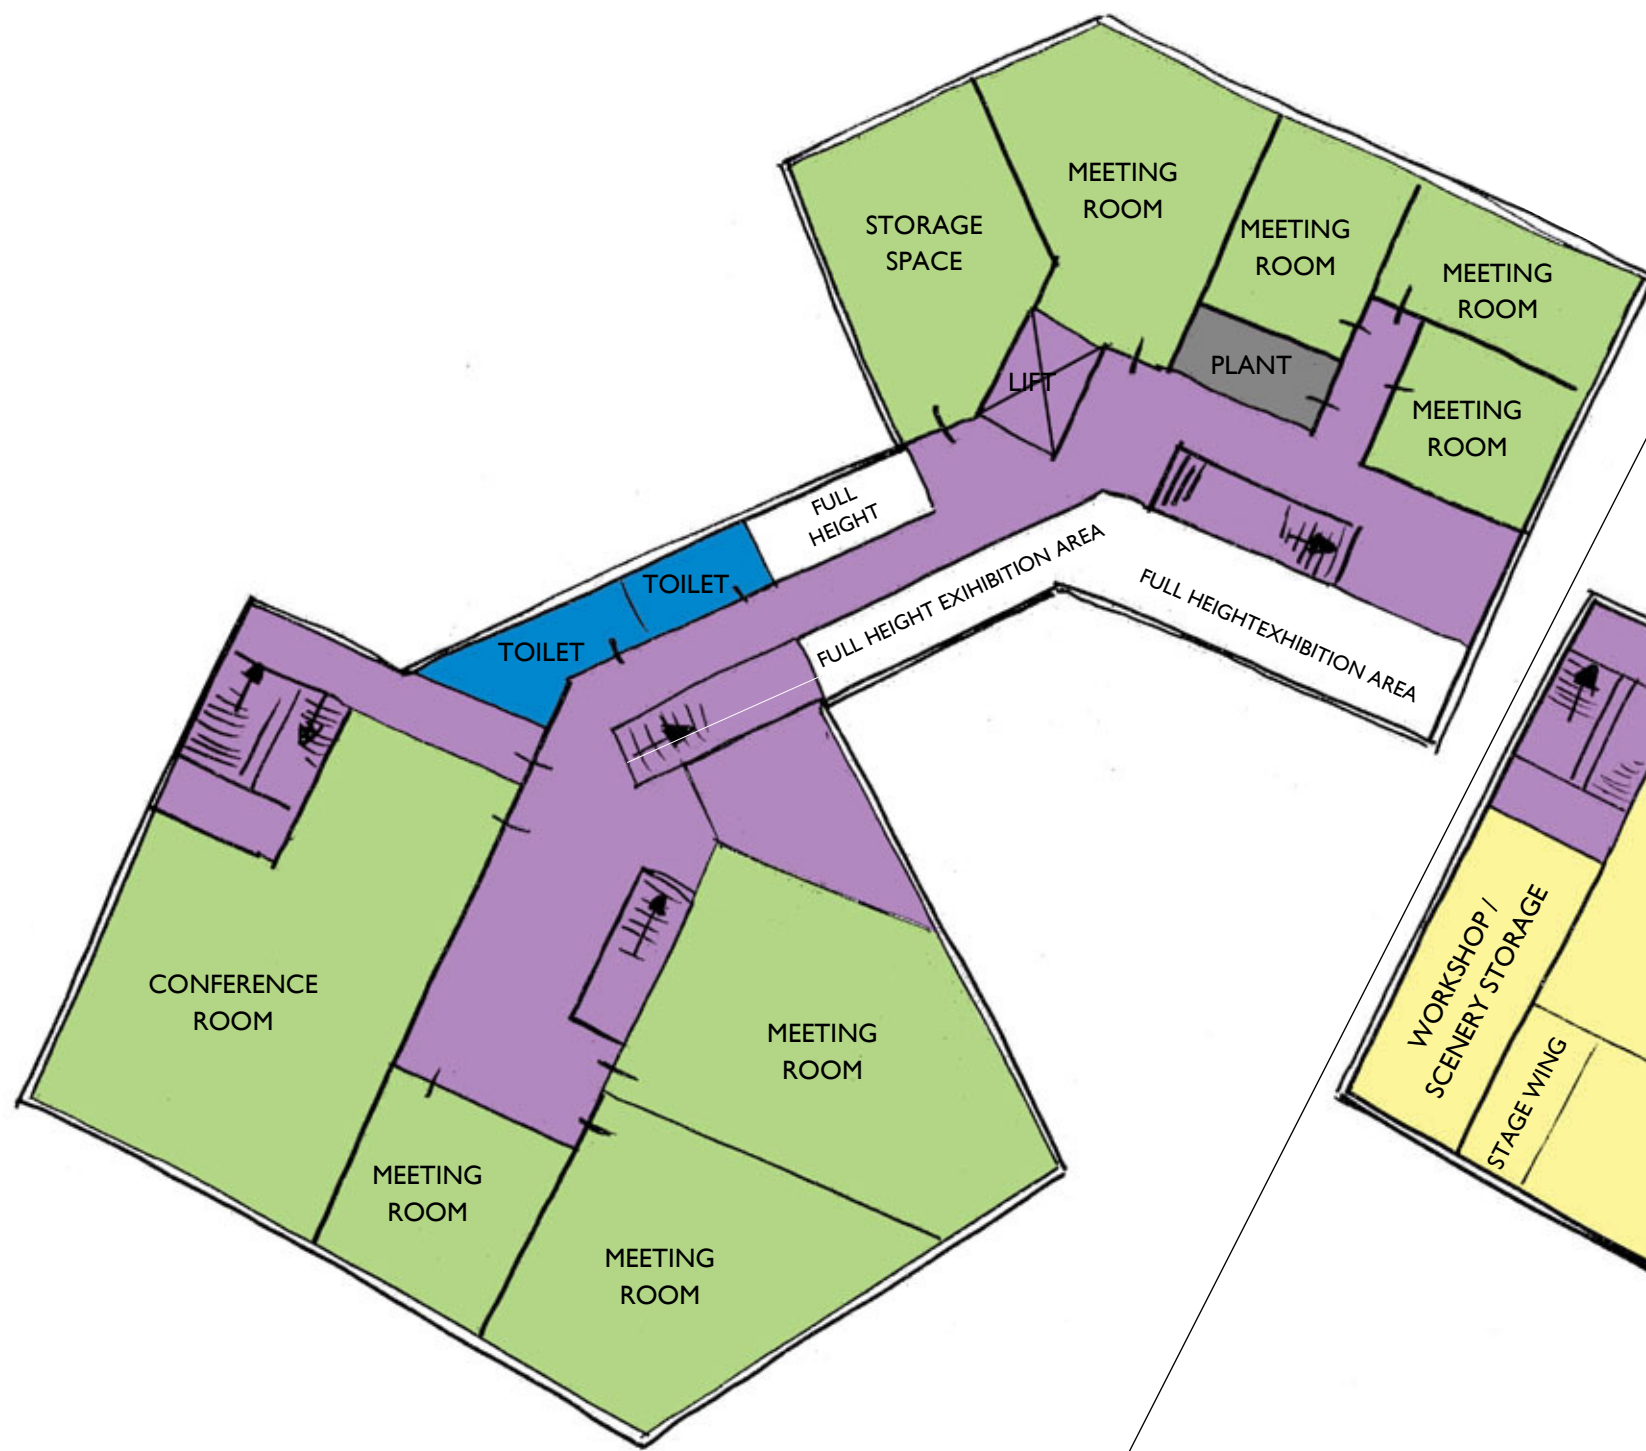 MEETING
ROOM
STORAGE
SPACE
MEETING
ROOM
MEETING
ROOM
LIFT
PLANT
MEETING
ROOM
FULL
HEIGHT
FULL HEIGHT EXIHIBITION AREA
FULL HEIGHTEXHIBITION AREA
TOILET
TOILET
CONFERENCE
ROOM
MEETING
ROOM
MEETING
ROOM
MEETING
ROOM
WORKSHOP /
SCENERY STORAGE
STAGE WING